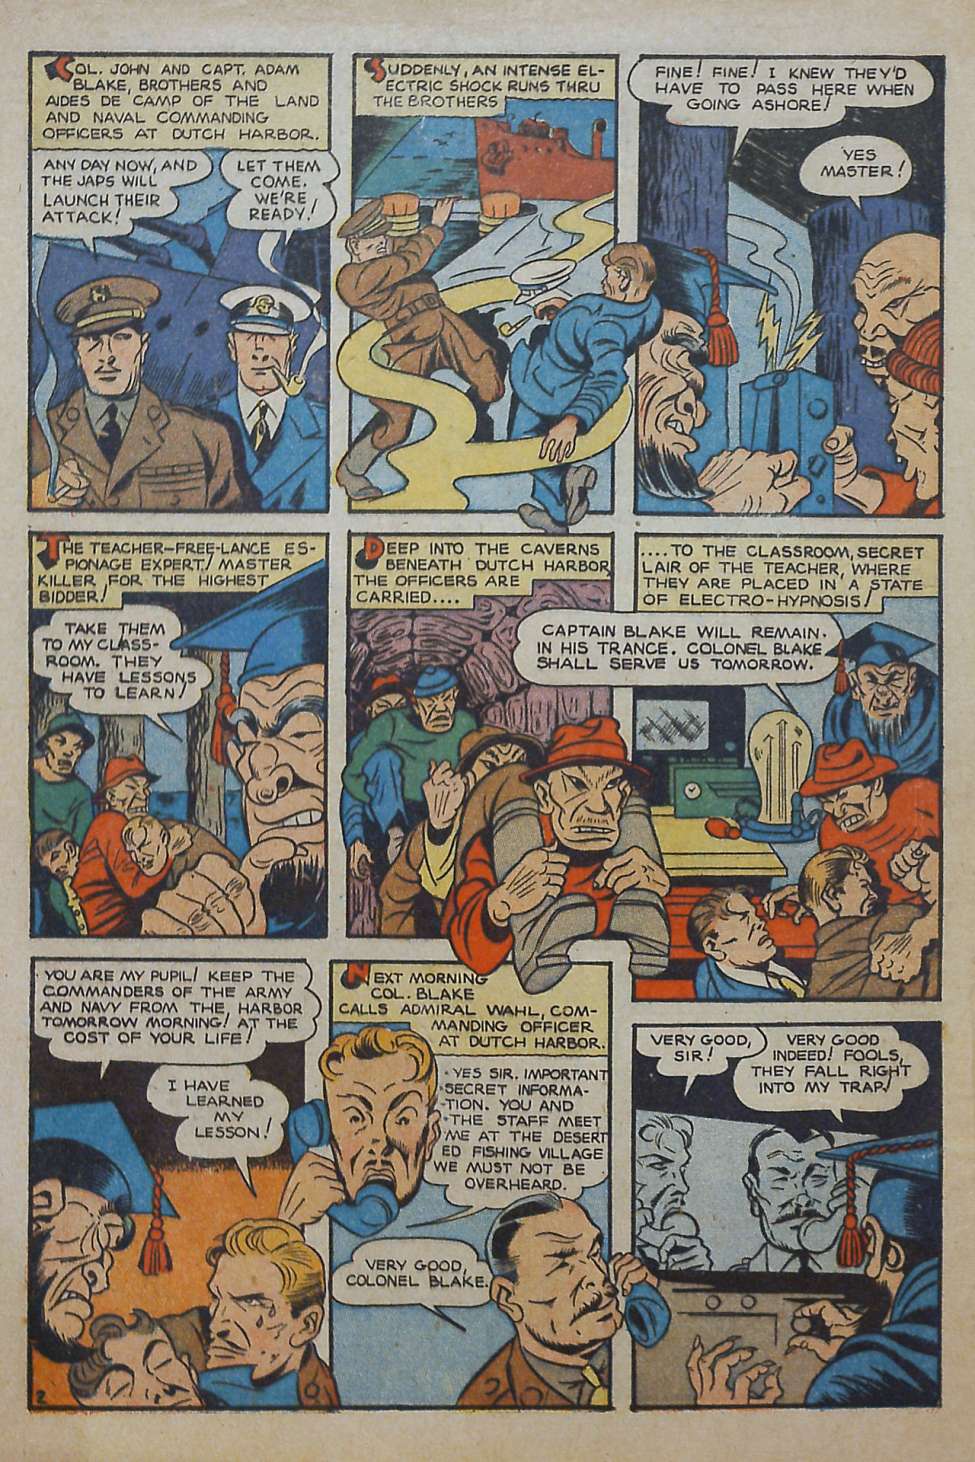 COL. JOHN AND CAPT. ADAM
BLAKE, BROTHERS AND
AIDES DE CAMP OF THE LAND
AND NAVAL COMMANDING
OFFICERS AT DUTCH HARBOR.
ANY DAY NOW, AND
THE JAPS WILL
LAUNCH THEIR
ATTACK!
LET THEM
COME.
WE'RE
READY!
SUDDENLY, AN INTENSE EL-
ECTRIC SHOCK RUNS THRU
THE BROTHERS
FINE! FINE! I KNEW THEY'D
HAVE TO PASS HERE WHEN
GOING ASHORE!
YES
MASTER!
THE TEACHER—FREE-LANCE ES-
PIONAGE EXPERT! MASTER
KILLER FOR THE HIGHEST
BIDDER!
TAKE THEM
TO MY CLASS-
ROOM. THEY
HAVE LESSONS
TO LEARN!
DEEP INTO THE CAVERNS
BENEATH DUTCH HARBOR,
THE OFFICERS ARE
CARRIED....
....TO THE CLASSROOM, SECRET
LAIR OF THE TEACHER, WHERE
THEY ARE PLACED IN A STATE
OF ELECTRO-HYPNOSIS!
CAPTAIN BLAKE WILL REMAIN.
IN HIS TRANCE. COLONEL BLAKE
SHALL SERVE US TOMORROW.
YOU ARE MY PUPIL! KEEP THE
COMMANDERS OF THE ARMY
AND NAVY FROM THE HARBOR
TOMORROW MORNING! AT THE
COST OF YOUR LIFE!
I HAVE
LEARNED
MY
LESSON!
2
NEXT MORNING
COL. BLAKE
CALLS ADMIRAL WAHL, COM-
MANDING OFFICER
AT DUTCH HARBOR.
YES SIR. IMPORTANT
SECRET INFORMA-
-TION. YOU AND
THE STAFF MEET
ME AT THE DESERT
ED FISHING VILLAGE
WE MUST NOT BE
OVERHEARD.
VERY GOOD,
COLONEL BLAKE.
VERY GOOD,
SIR!
VERY GOOD
INDEED! FOOLS,
THEY FALL RIGHT
INTO MY TRAP!